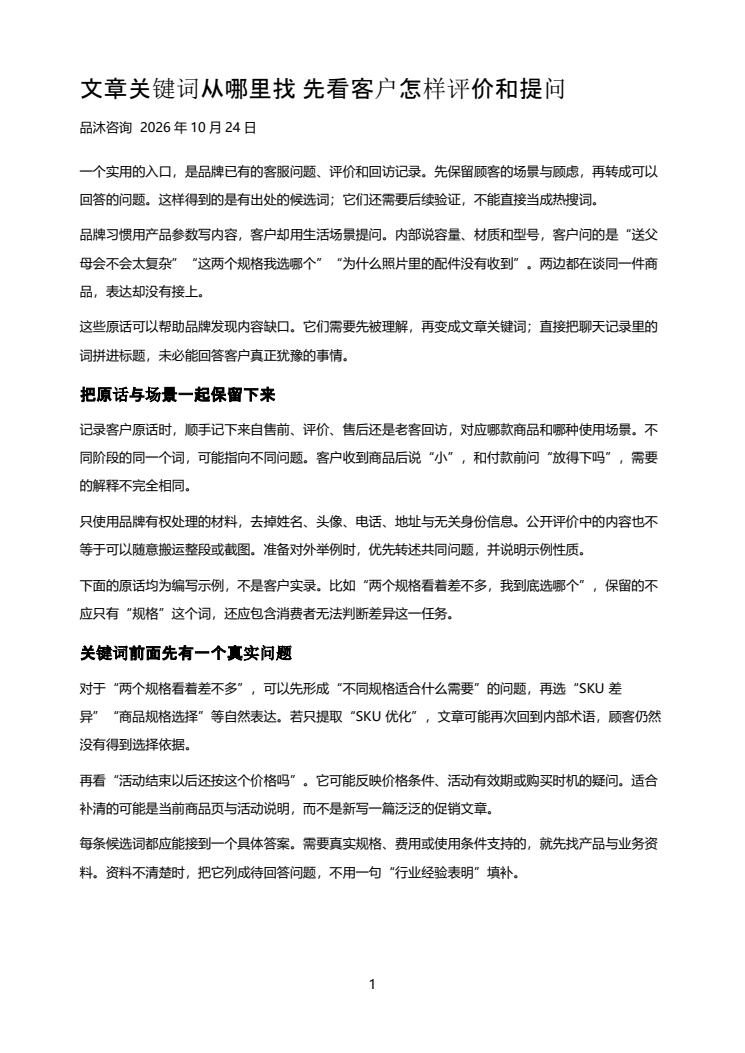 文章关键词从哪里找 先看客户怎样评价和提问
品沐咨询 2026 年 10 月 24 日
一个实用的入口，是品牌已有的客服问题、评价和回访记录。先保留顾客的场景与顾虑，再转成可以
回答的问题。这样得到的是有出处的候选词；它们还需要后续验证，不能直接当成热搜词。
品牌习惯用产品参数写内容，客户却用生活场景提问。内部说容量、材质和型号，客户问的是“送父
母会不会太复杂”“这两个规格我选哪个”“为什么照片里的配件没有收到”。两边都在谈同一件商
品，表达却没有接上。
这些原话可以帮助品牌发现内容缺口。它们需要先被理解，再变成文章关键词；直接把聊天记录里的
词拼进标题，未必能回答客户真正犹豫的事情。
把原话与场景一起保留下来
记录客户原话时，顺手记下来自售前、评价、售后还是老客回访，对应哪款商品和哪种使用场景。不
同阶段的同一个词，可能指向不同问题。客户收到商品后说“小”，和付款前问“放得下吗”，需要
的解释不完全相同。
只使用品牌有权处理的材料，去掉姓名、头像、电话、地址与无关身份信息。公开评价中的内容也不
等于可以随意搬运整段或截图。准备对外举例时，优先转述共同问题，并说明示例性质。
下面的原话均为编写示例，不是客户实录。比如“两个规格看着差不多，我到底选哪个”，保留的不
应只有“规格”这个词，还应包含消费者无法判断差异这一任务。
关键词前面先有一个真实问题
对于“两个规格看着差不多”，可以先形成“不同规格适合什么需要”的问题，再选“SKU 差
异”“商品规格选择”等自然表达。若只提取“SKU 优化”，文章可能再次回到内部术语，顾客仍然
没有得到选择依据。
再看“活动结束以后还按这个价格吗”。它可能反映价格条件、活动有效期或购买时机的疑问。适合
补清的可能是当前商品页与活动说明，而不是新写一篇泛泛的促销文章。
每条候选词都应能接到一个具体答案。需要真实规格、费用或使用条件支持的，就先找产品与业务资
料。资料不清楚时，把它列成待回答问题，不用一句“行业经验表明”填补。
1